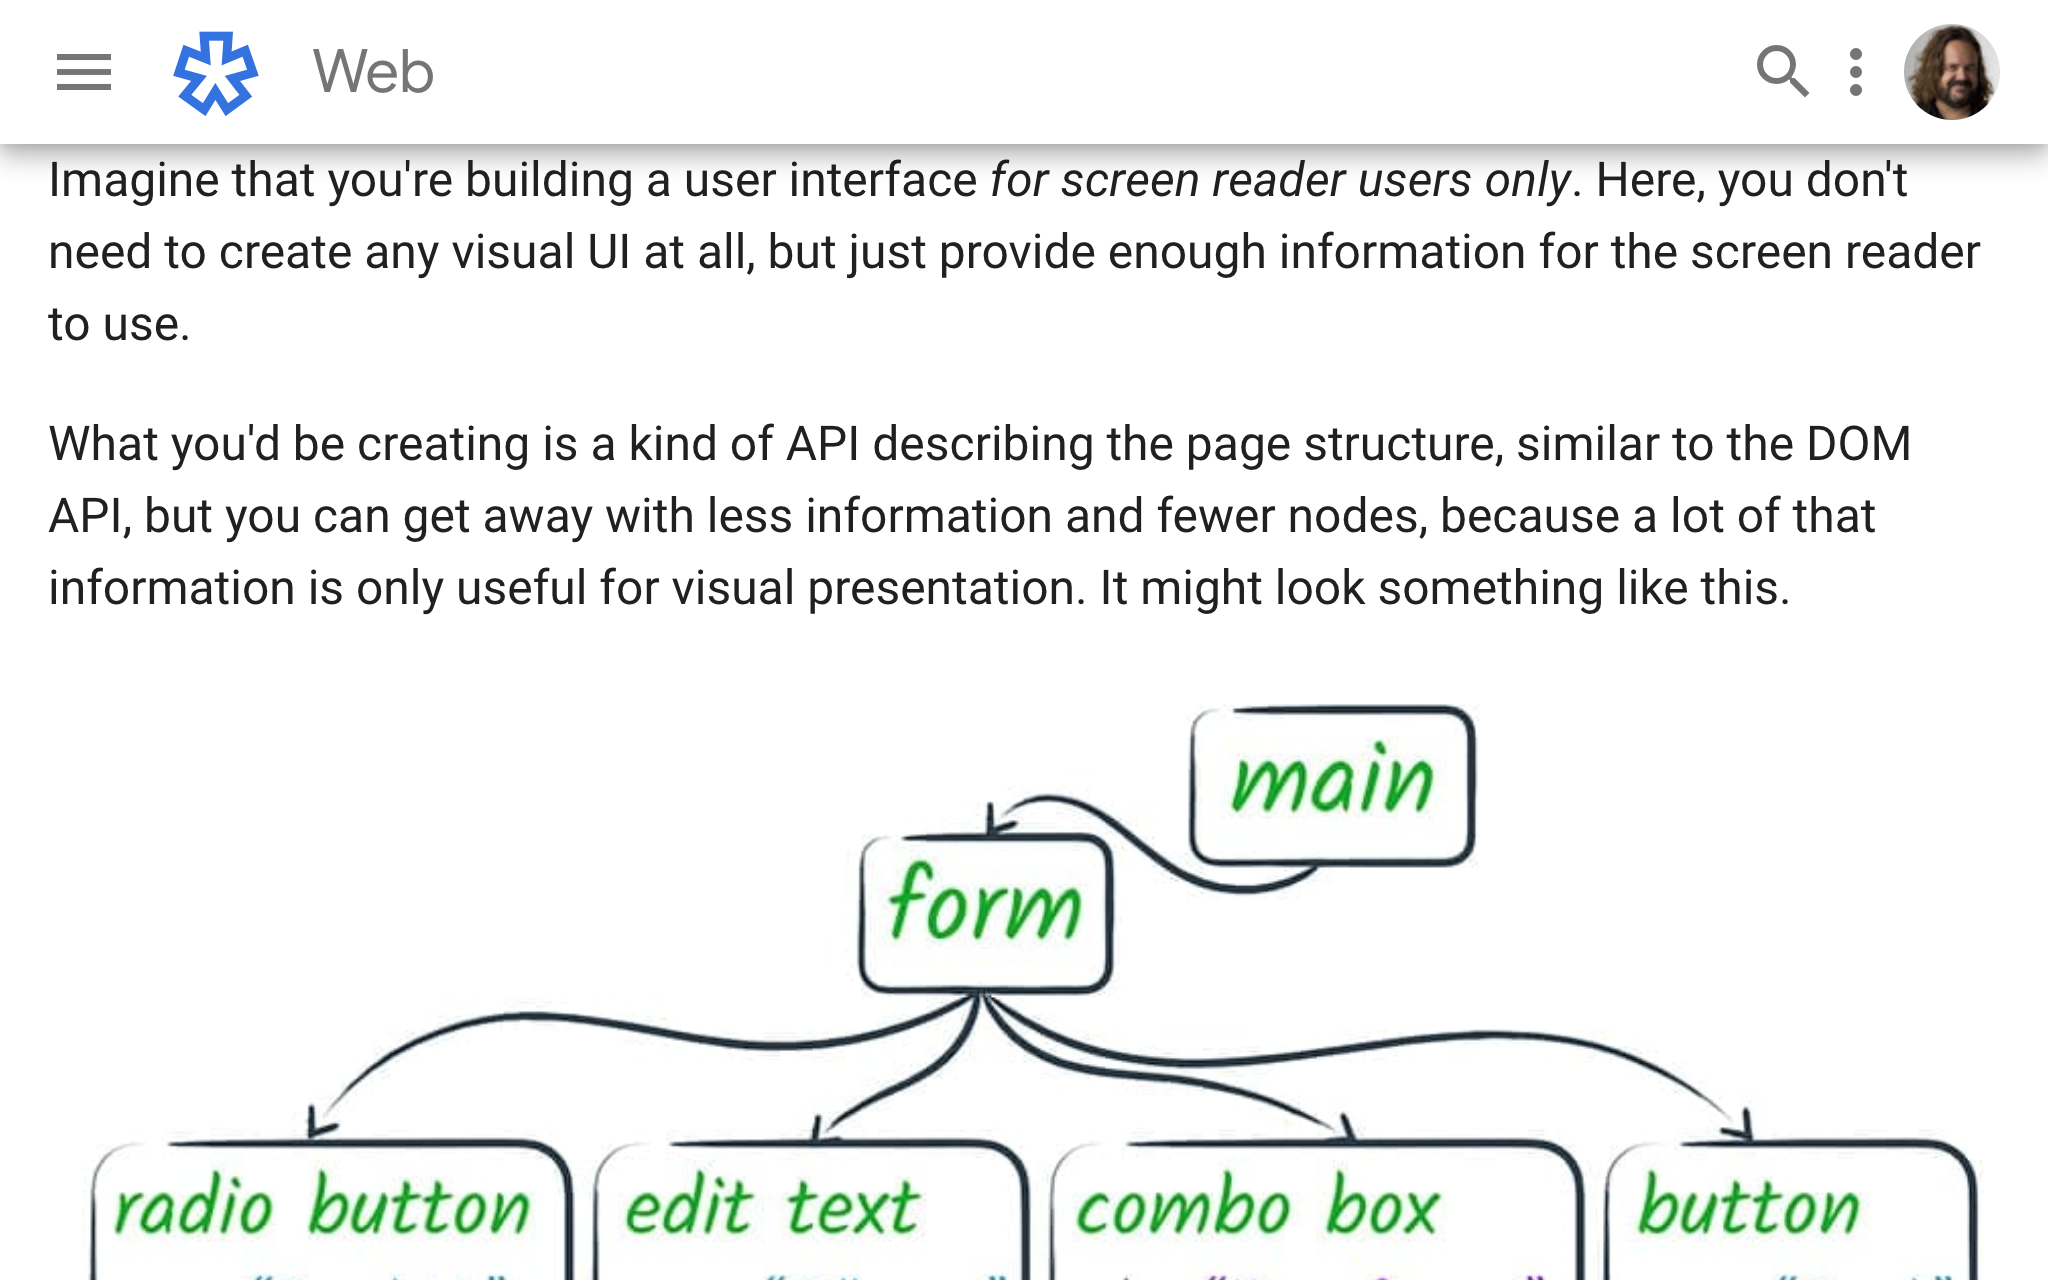 Web
Imagine that you're building a user interface for screen reader users only. Here, you don't
need to create any visual UI at all, but just provide enough information for the screen reader
to use.
What you'd be creating is a kind of API describing the page structure, similar to the DOM
API, but you can get away with less information and fewer nodes, because a lot of that
information is only useful for visual presentation. It might look something like this.
main
form
radio button
edit text
combo box
button